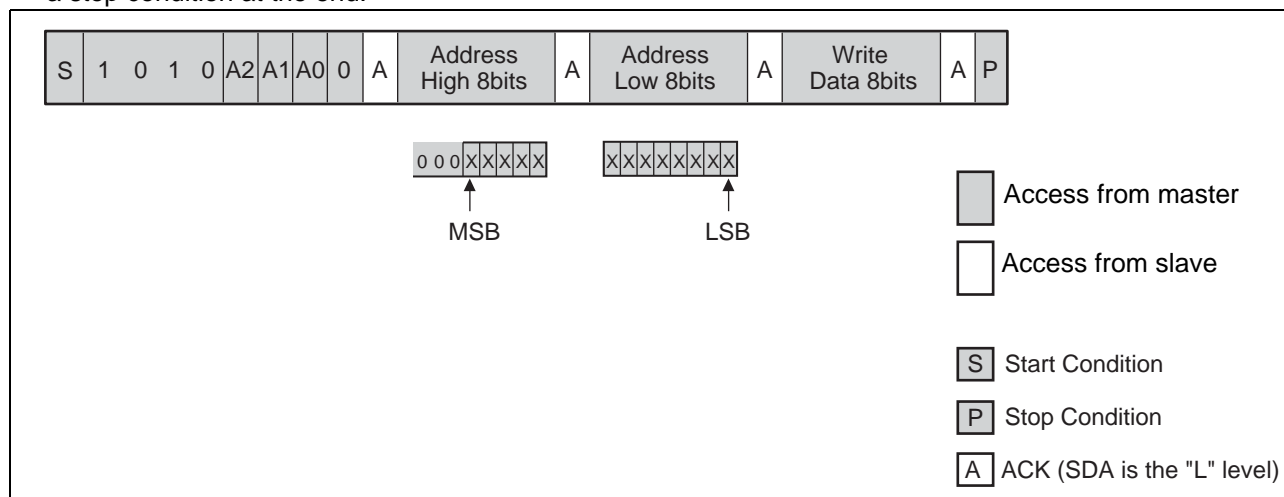 a stop condition at the end.
S 1 0 1 0 A2 A1 A0 0 A Address High 8bits A Address Low 8bits A Write Data 8bits A P
0 0 0 X X X X X X X X X X X X X
MSB LSB
Access from master
Access from slave
S Start Condition
P Stop Condition
A ACK (SDA is the "L" level)